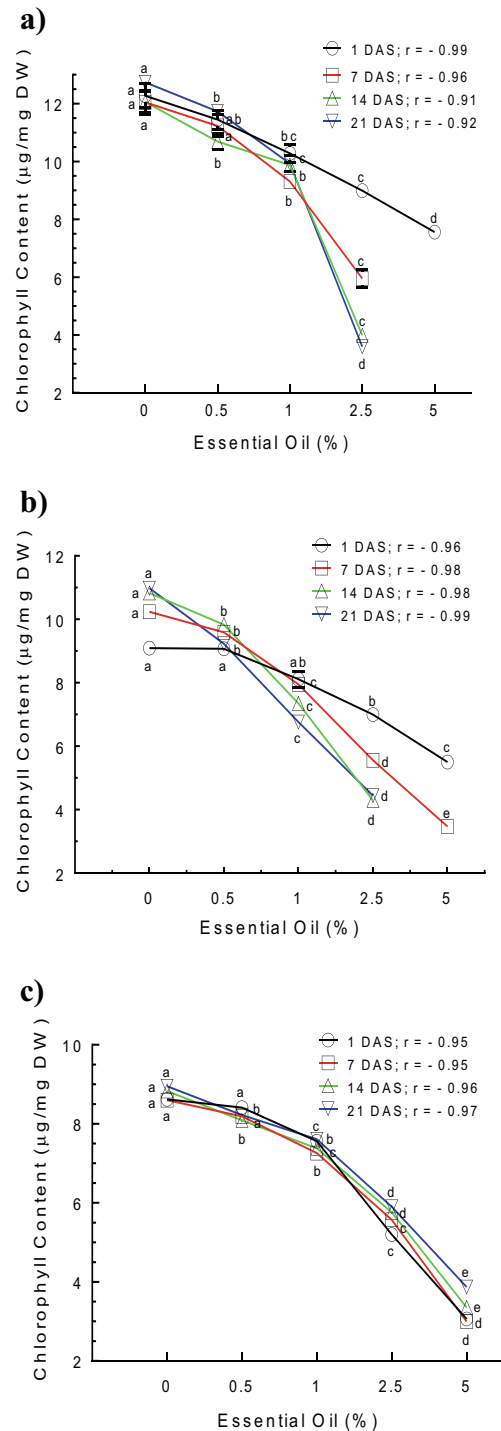 a)
1 DAS; r = - 0.99
7 DAS; r = - 0.96
14 DAS; r = - 0.91
21 DAS; r = - 0.92
Chlorophyll Content (μg/mg DW)
12
10
8
6
4
2
a
a
a
a
b
ab
a
b
bc
c
b
b
c
c
c
d
d
0 0.5 1 2.5 5
Essential Oil (%)
b)
1 DAS; r = - 0.96
7 DAS; r = - 0.98
14 DAS; r = - 0.98
21 DAS; r = - 0.99
Chlorophyll Content (μg/mg DW)
12
10
8
6
4
2
a
a
a
a
b
b
b
a
ab
c
c
c
b
d
d
d
c
e
0 0.5 1 2.5 5
Essential Oil (%)
c)
1 DAS; r = - 0.95
7 DAS; r = - 0.95
14 DAS; r = - 0.96
21 DAS; r = - 0.97
Chlorophyll Content (μg/mg DW)
10
8
6
4
2
a
a
a
a
a
b
a
b
c
c
c
b
d
d
c
c
e
e
d
d
0 0.5 1 2.5 5
Essential Oil (%)